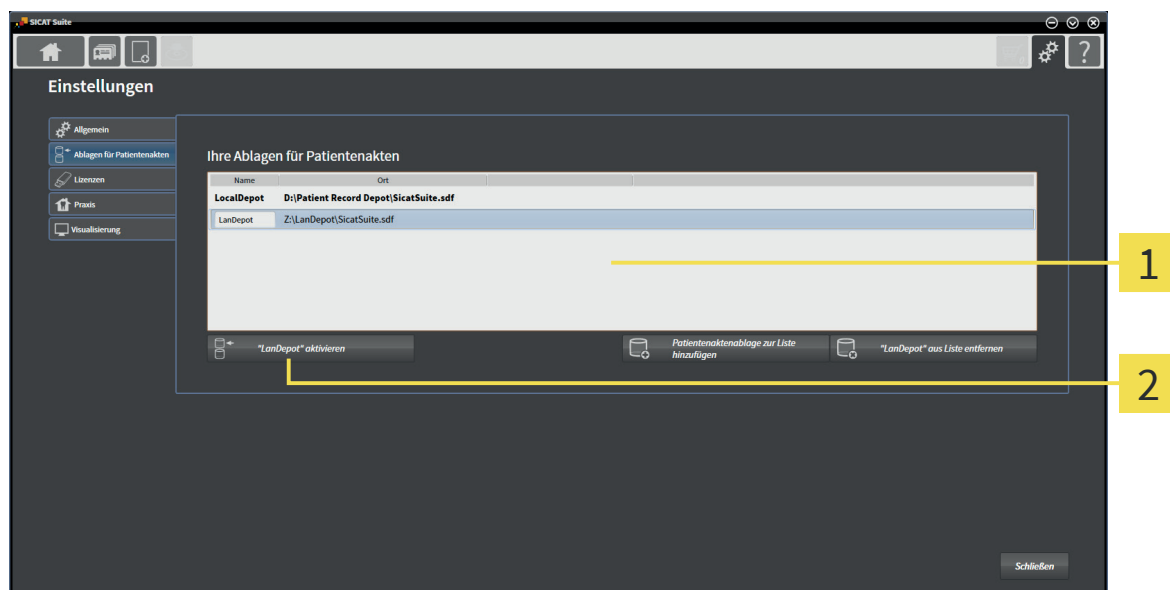 SICAT Suite
?
Einstellungen
Allgemein
Ablagen für Patientenakten
Lizenzen
Praxis
Visualisierung
Ihre Ablagen für Patientenakten
Name Ort
LocalDepot D:\Patient Record Depot\SicatSuite.sdf
LanDepot Z:\LanDepot\SicatSuite.sdf
1
"LanDepot" aktivieren
Patientenaktenablage zur Liste
hinzufügen
"LanDepot" aus Liste entfernen
2
Schließen